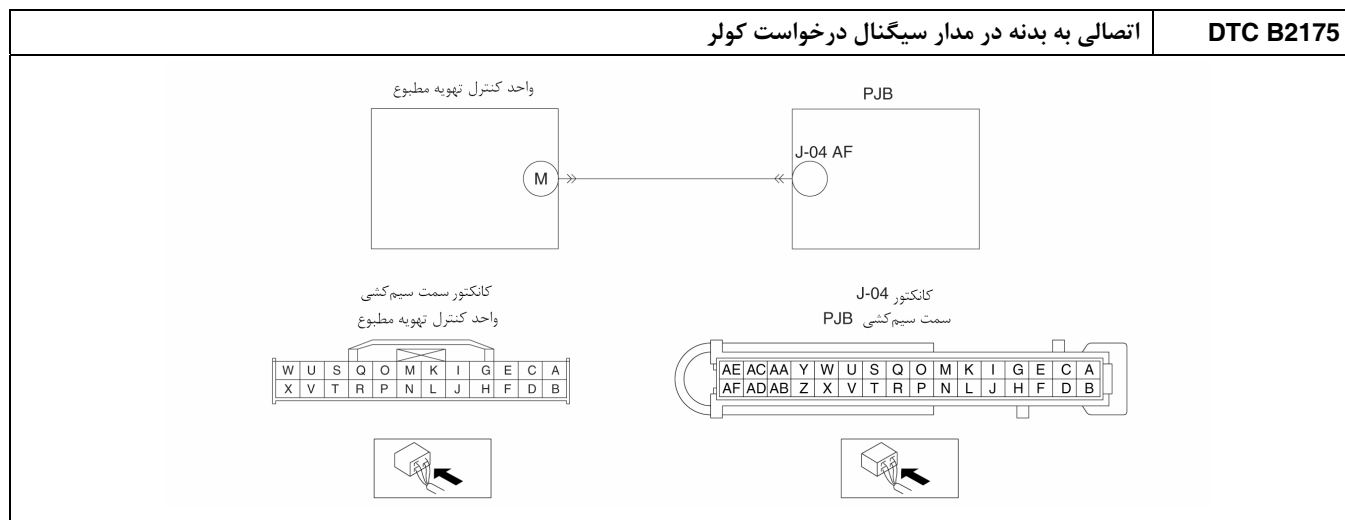 DTC B2175 اتصالی به بدنه در مدار سیگنال درخواست کولر
واحد کنترل تهویه مطبوع
PJB
J-04 AF
M
کانکتور سمت سیم‌کشی
واحد کنترل تهویه مطبوع
کانکتور J-04
سمت سیم‌کشی PJB
W U S Q O M K I G E C A
X V T R P N L J H F D B
AE AC AA Y W U S Q O M K I G E C A
AF AD AB Z X V T R P N L J H F D B